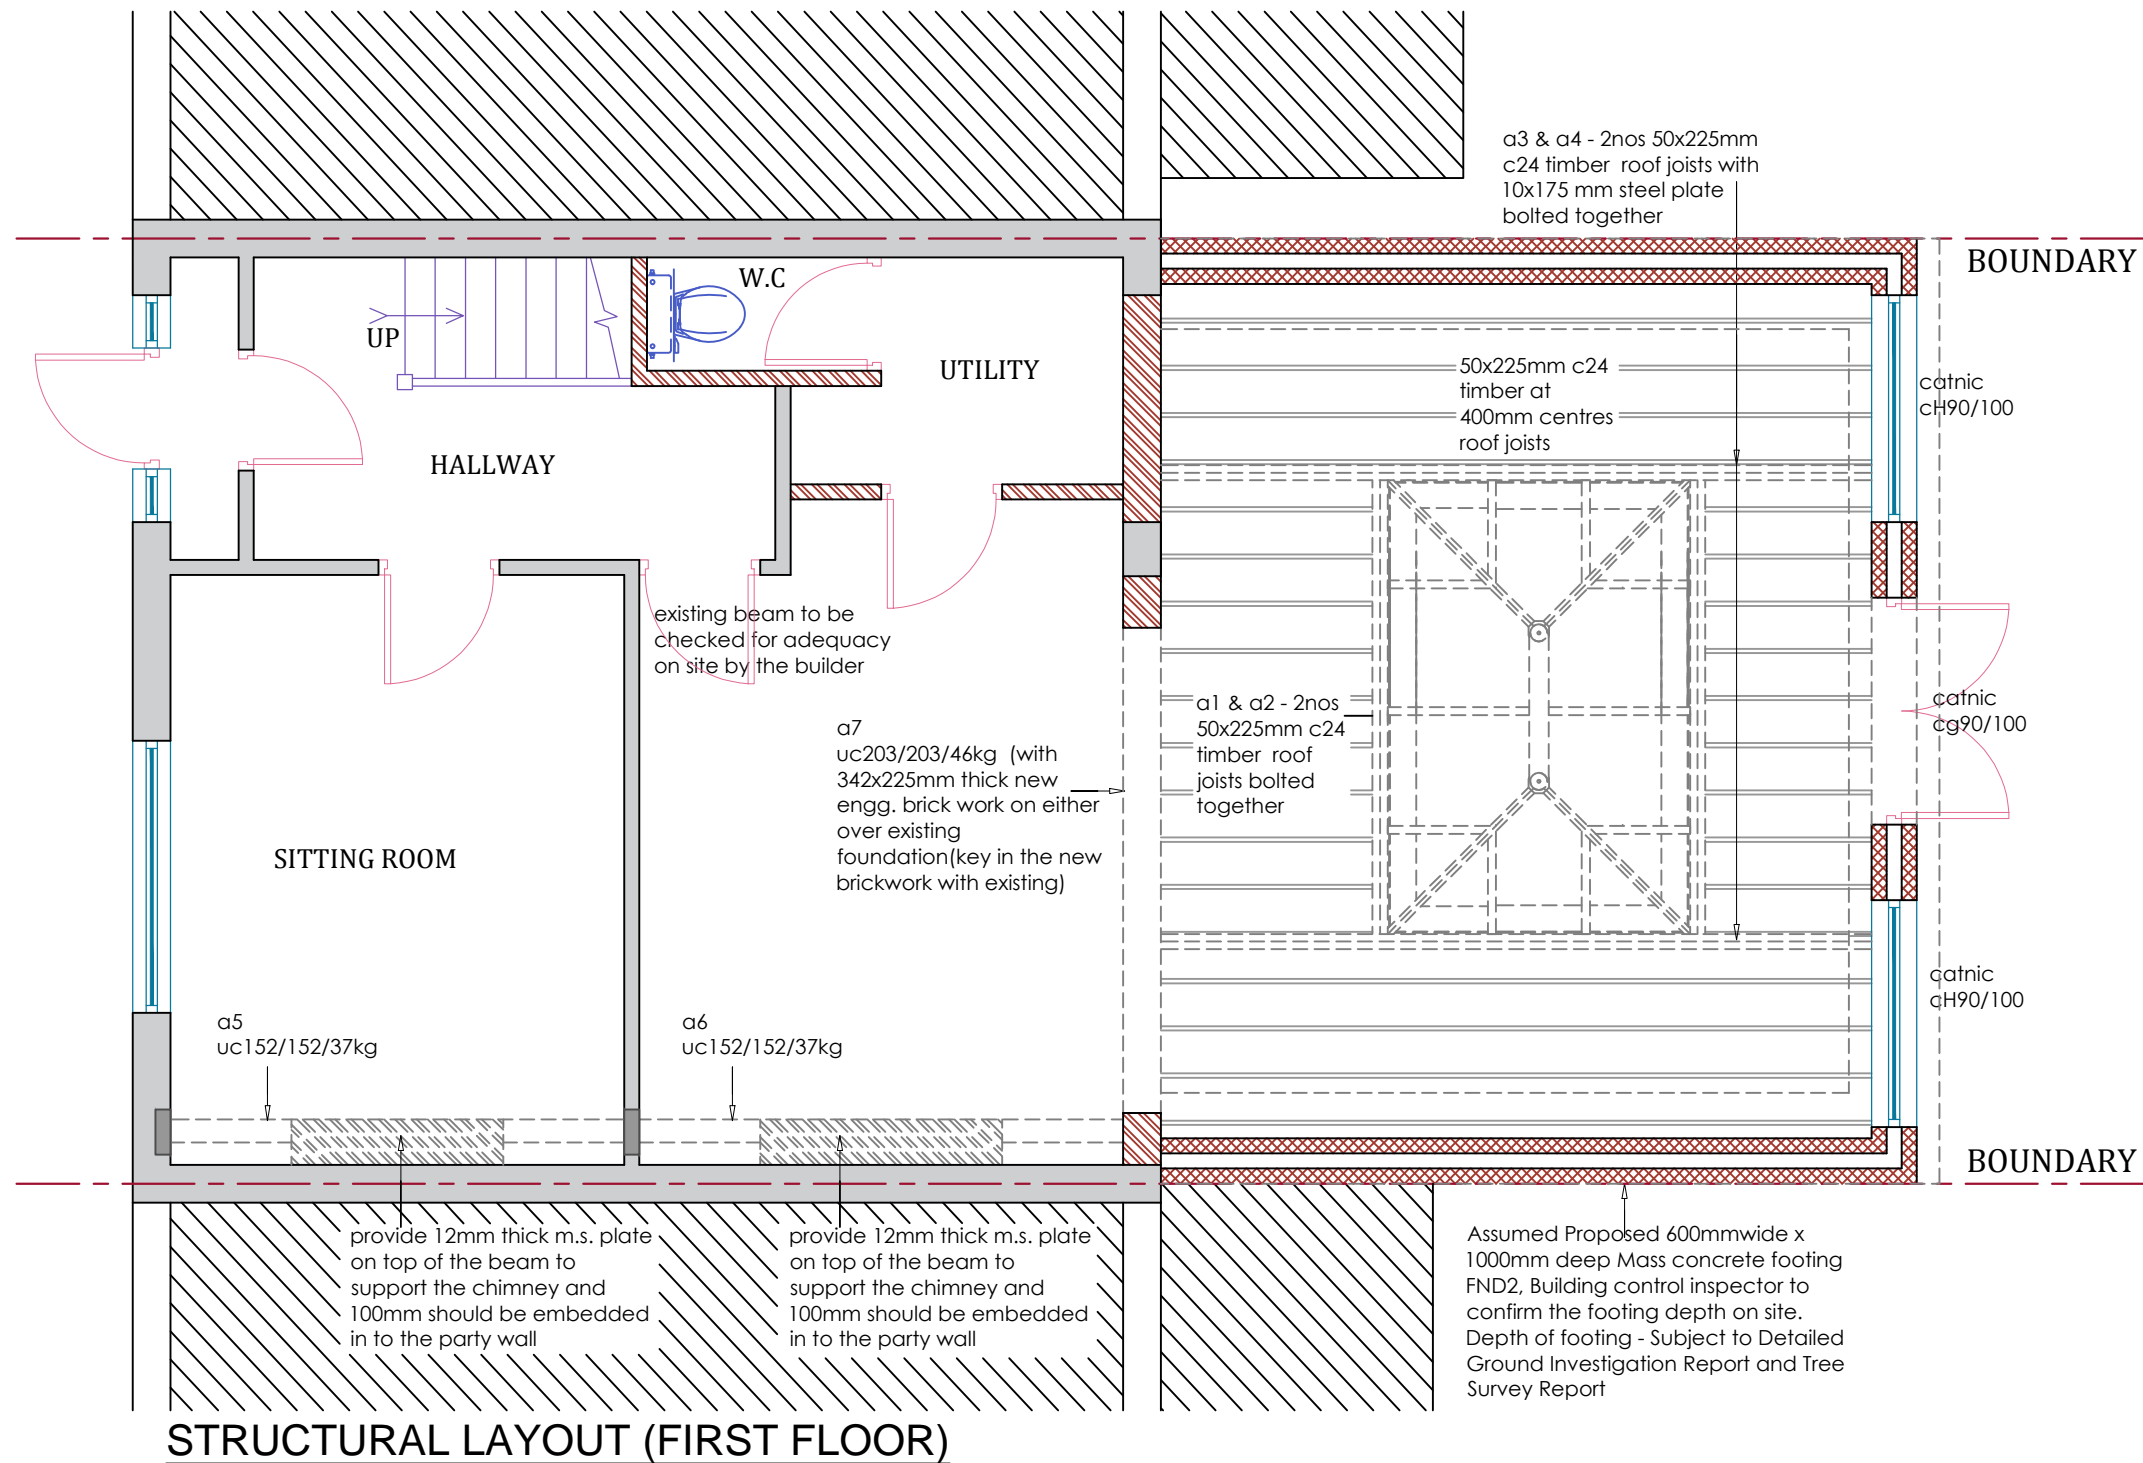 a3 & a4 - 2nos 50x225mm
c24 timber roof joists with
10x175 mm steel plate
bolted together
BOUNDARY
W.C
UP
UTILITY
50x225mm c24
timber at
400mm centres
roof joists
catnic
cH90/100
HALLWAY
existing beam to be
checked for adequacy
on site by the builder
a1 & a2 - 2nos
50x225mm c24
timber roof
joists bolted
together
catnic
cg90/100
a7
uc203/203/46kg (with
342x225mm thick new
engg. brick work on either
over existing
foundation(key in the new
brickwork with existing)
SITTING ROOM
catnic
cH90/100
a5
uc152/152/37kg
a6
uc152/152/37kg
BOUNDARY
provide 12mm thick m.s. plate
on top of the beam to
support the chimney and
100mm should be embedded
in to the party wall
provide 12mm thick m.s. plate
on top of the beam to
support the chimney and
100mm should be embedded
in to the party wall
Assumed Proposed 600mmwide x
1000mm deep Mass concrete footing
FND2, Building control inspector to
confirm the footing depth on site.
Depth of footing - Subject to Detailed
Ground Investigation Report and Tree
Survey Report
STRUCTURAL LAYOUT (FIRST FLOOR)